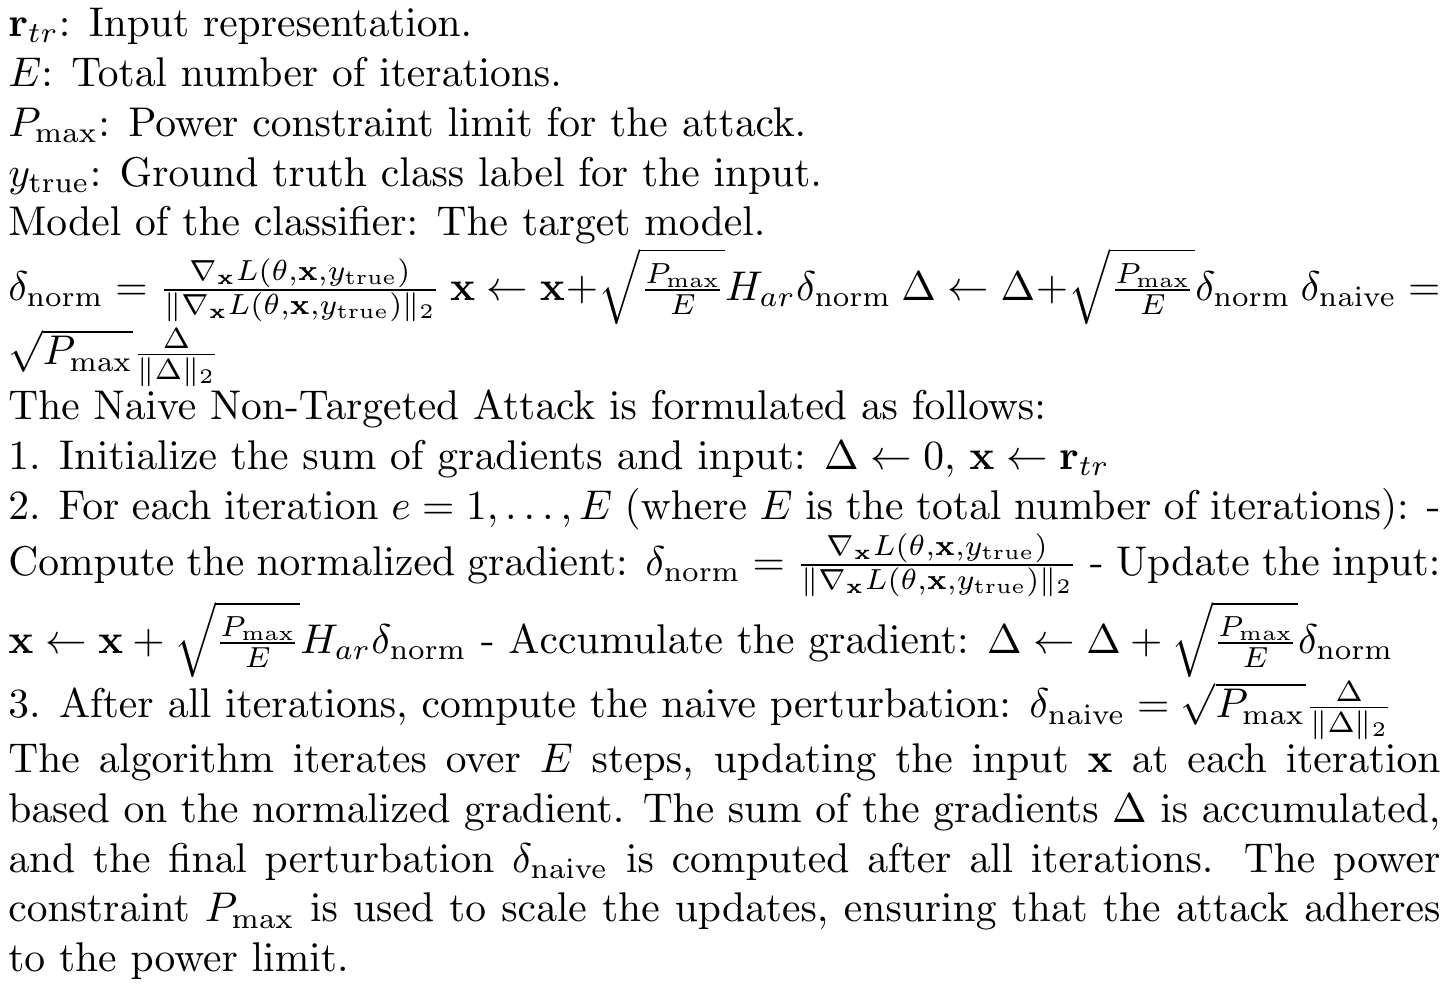 $\mathbf{r}_{tr}$: Input representation.
$E$: Total number of iterations.
$P_{\max}$: Power constraint limit for the attack.
$y_{\text{true}}$: Ground truth class label for the input.
Model of the classifier: The target model.
$\delta_{\text{norm}} = \frac{\nabla_{\mathbf{x}} L(\theta,\mathbf{x},y_{\text{true}})}{\|\nabla_{\mathbf{x}} L(\theta,\mathbf{x},y_{\text{true}})\|_2}$ $\mathbf{x} \leftarrow \mathbf{x} + \sqrt{\frac{P_{\max}}{E}} H_{ar} \delta_{\text{norm}}$ $\Delta \leftarrow \Delta + \sqrt{\frac{P_{\max}}{E}} \delta_{\text{norm}}$ $\delta_{\text{naive}} =$
$\sqrt{P_{\max}} \frac{\Delta}{\|\Delta\|_2}$
The Naive Non-Targeted Attack is formulated as follows:
1. Initialize the sum of gradients and input: $\Delta \leftarrow 0$, $\mathbf{x} \leftarrow \mathbf{r}_{tr}$
2. For each iteration $e = 1, \ldots, E$ (where $E$ is the total number of iterations): -
Compute the normalized gradient: $\delta_{\text{norm}} = \frac{\nabla_{\mathbf{x}} L(\theta,\mathbf{x},y_{\text{true}})}{\|\nabla_{\mathbf{x}} L(\theta,\mathbf{x},y_{\text{true}})\|_2}$ - Update the input:
$\mathbf{x} \leftarrow \mathbf{x} + \sqrt{\frac{P_{\max}}{E}} H_{ar} \delta_{\text{norm}}$ - Accumulate the gradient: $\Delta \leftarrow \Delta + \sqrt{\frac{P_{\max}}{E}} \delta_{\text{norm}}$
3. After all iterations, compute the naive perturbation: $\delta_{\text{naive}} = \sqrt{P_{\max}} \frac{\Delta}{\|\Delta\|_2}$
The algorithm iterates over $E$ steps, updating the input $\mathbf{x}$ at each iteration
based on the normalized gradient. The sum of the gradients $\Delta$ is accumulated,
and the final perturbation $\delta_{\text{naive}}$ is computed after all iterations. The power
constraint $P_{\max}$ is used to scale the updates, ensuring that the attack adheres
to the power limit.